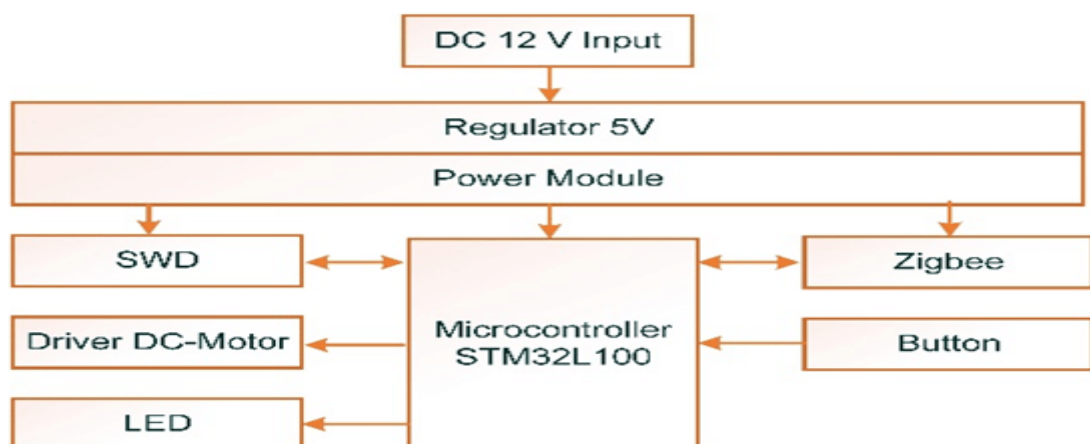 DC 12 V Input
Regulator 5V
Power Module
SWD
Zigbee
Microcontroller
STM32L100
Driver DC-Motor
Button
LED